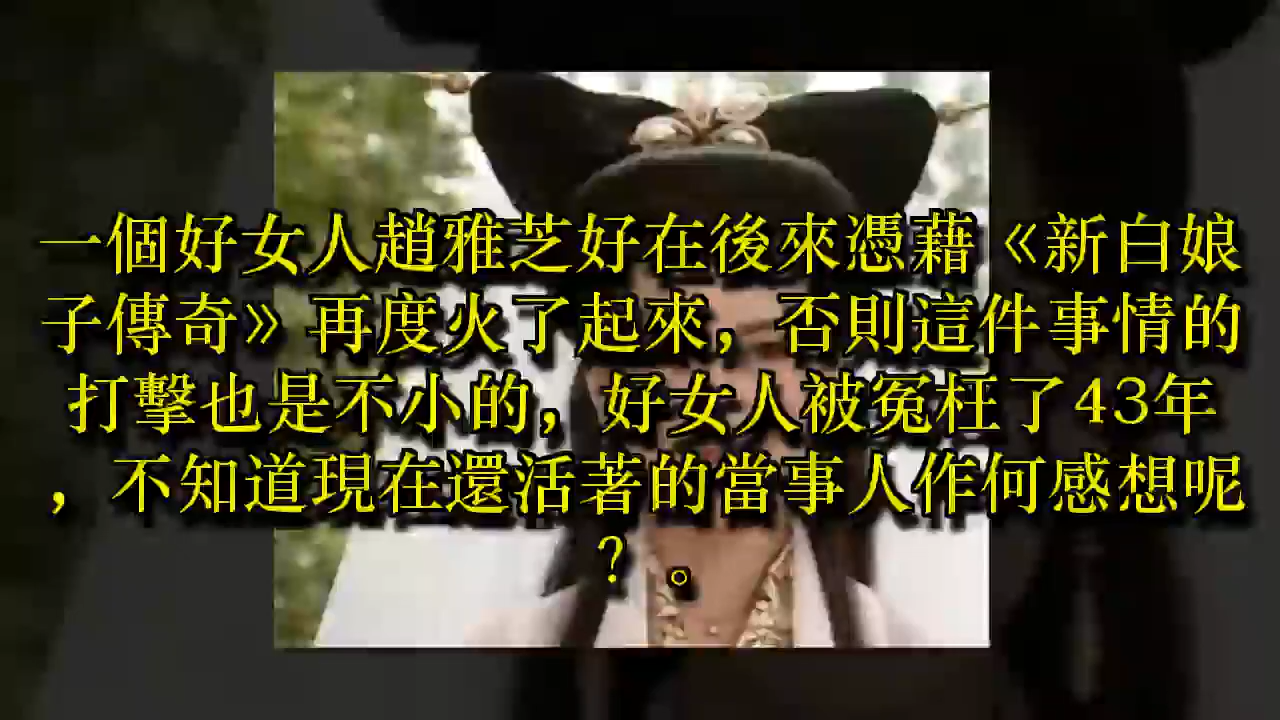 一個好女人趙雅芝好在後來憑藉《新白娘
子傳奇》再度火了起來，否則這件事情的
打擊也是不小的，好女人被冤枉了43年
，不知道現在還活著的當事人作何感想呢
？。